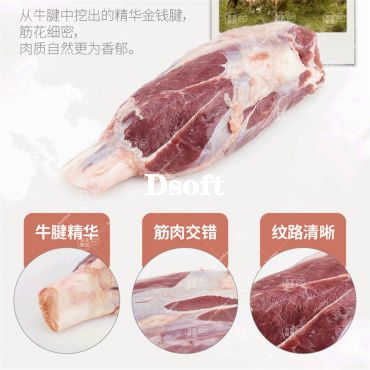 从牛腱中挖出的精华金钱腱，
筋花细密，
肉质自然更为香郁。
Dsoft
牛腱精华
筋肉交错
纹路清晰